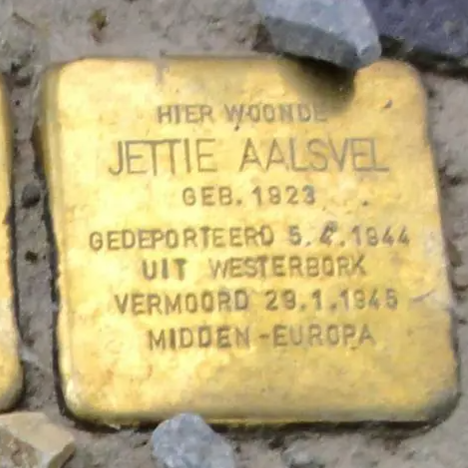 HIER WOONDE
JETTIE AALSVEL
GEB. 1923
GEDEPORTEERD 5.4.1944
UIT WESTERBORK
VERMOORD 29.1.1945
MIDDEN-EUROPA